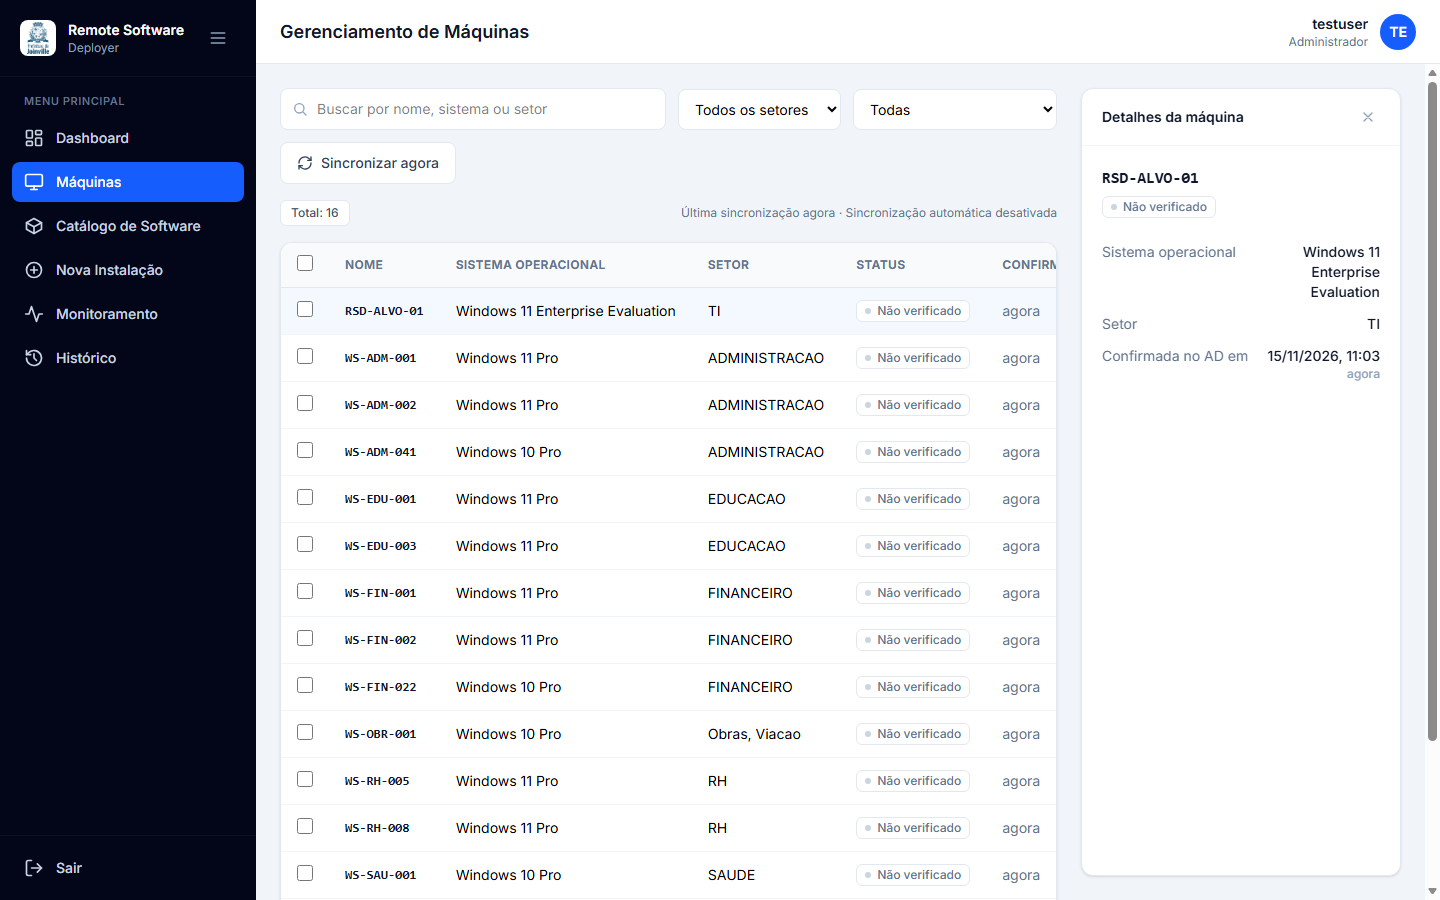 Remote Software
Deployer
MENU PRINCIPAL
Dashboard
Máquinas
Catálogo de Software
Nova Instalação
Monitoramento
Histórico
Sair
Gerenciamento de Máquinas
testuser
Administrador
TE
Buscar por nome, sistema ou setor
Todos os setores
Todas
Sincronizar agora
Total: 16
Última sincronização agora · Sincronização automática desativada
NOME SISTEMA OPERACIONAL SETOR STATUS CONFIRM
RSD-ALVO-01 Windows 11 Enterprise Evaluation TI Não verificado agora
WS-ADM-001 Windows 11 Pro ADMINISTRACAO Não verificado agora
WS-ADM-002 Windows 11 Pro ADMINISTRACAO Não verificado agora
WS-ADM-041 Windows 10 Pro ADMINISTRACAO Não verificado agora
WS-EDU-001 Windows 11 Pro EDUCACAO Não verificado agora
WS-EDU-003 Windows 11 Pro EDUCACAO Não verificado agora
WS-FIN-001 Windows 11 Pro FINANCEIRO Não verificado agora
WS-FIN-002 Windows 11 Pro FINANCEIRO Não verificado agora
WS-FIN-022 Windows 10 Pro FINANCEIRO Não verificado agora
WS-OBR-001 Windows 10 Pro Obras, Viacao Não verificado agora
WS-RH-005 Windows 11 Pro RH Não verificado agora
WS-RH-008 Windows 11 Pro RH Não verificado agora
WS-SAU-001 Windows 10 Pro SAUDE Não verificado agora
Detalhes da máquina
RSD-ALVO-01
Não verificado
Sistema operacional Windows 11
Enterprise
Evaluation
Setor TI
Confirmada no AD em 15/11/2026, 11:03
agora